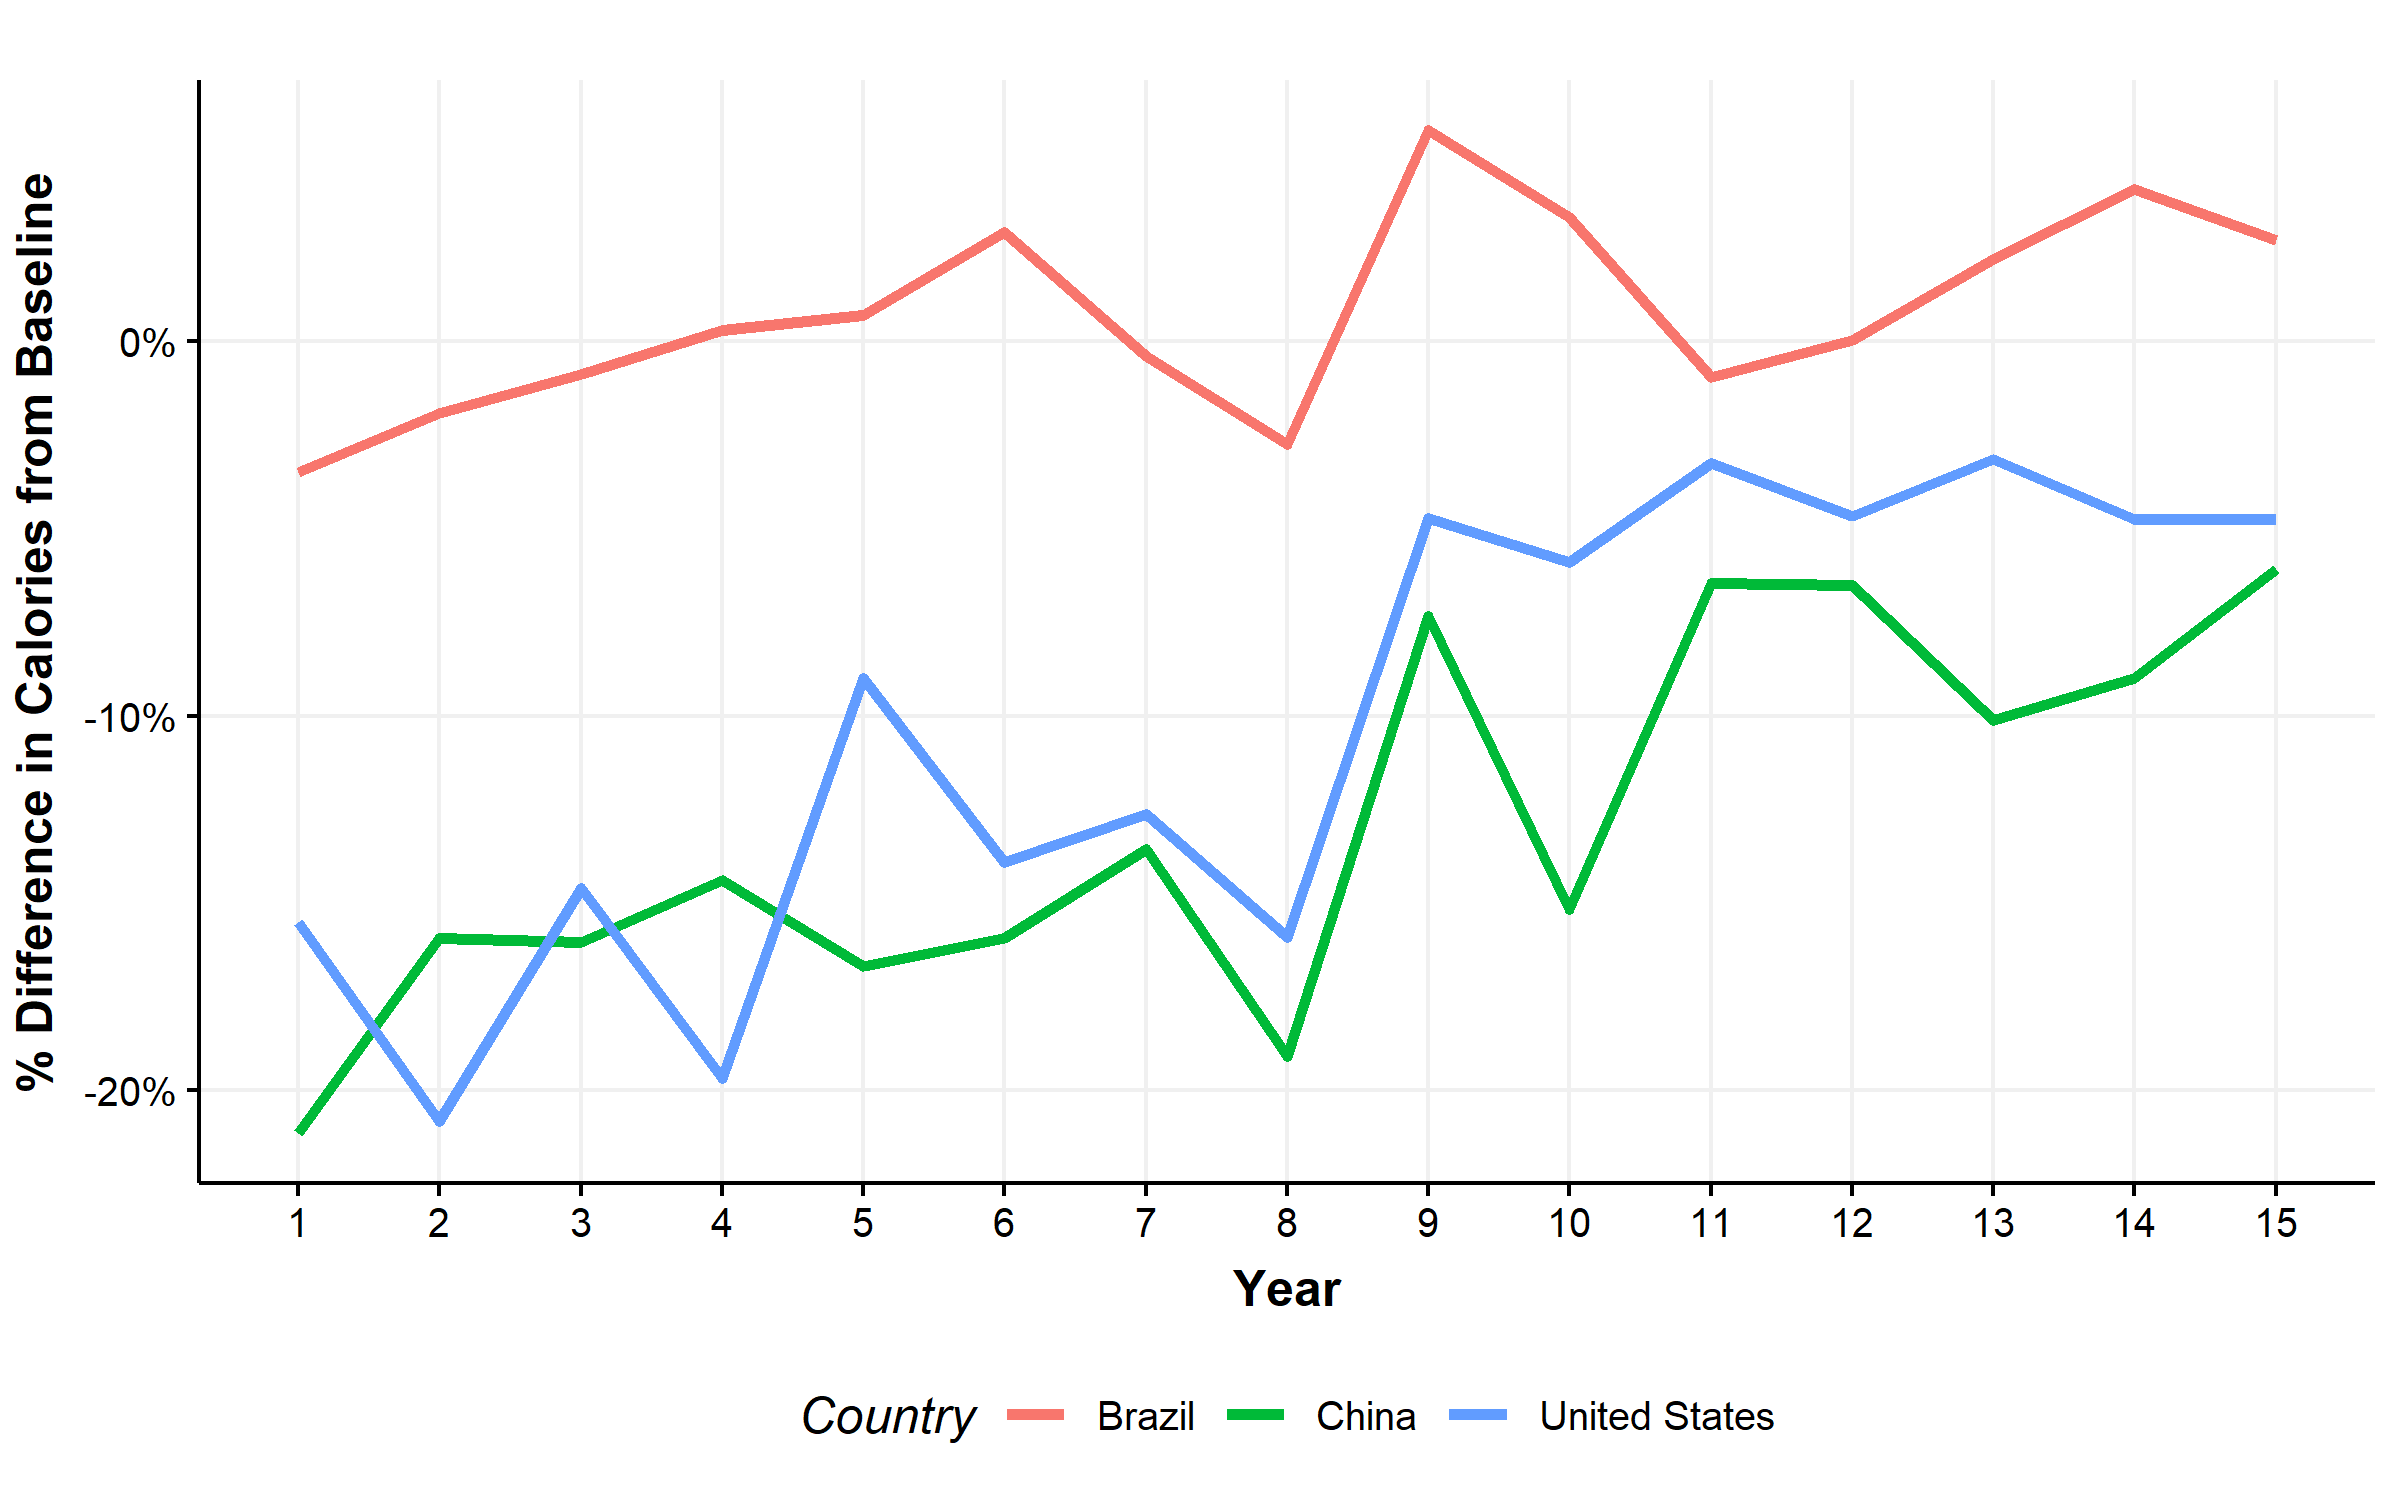 % Difference in Calories from Baseline
0%
-10%
-20%
1 2 3 4 5 6 7 8 9 10 11 12 13 14 15
Year
Country Brazil China United States